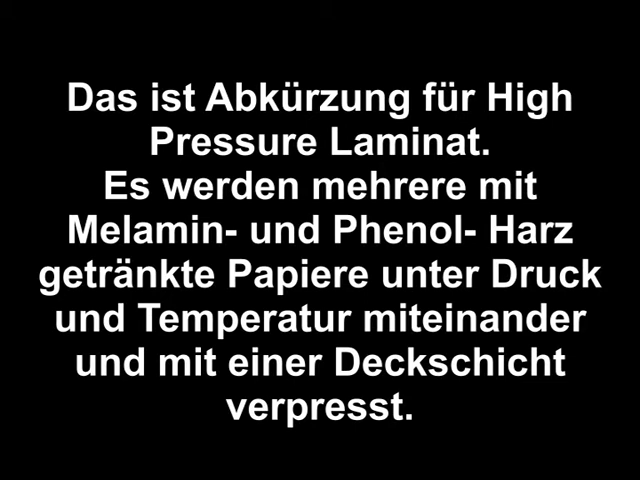 Das ist Abkürzung für High
Pressure Laminat.
Es werden mehrere mit
Melamin- und Phenol- Harz
getränkte Papiere unter Druck
und Temperatur miteinander
und mit einer Deckschicht
verpresst.